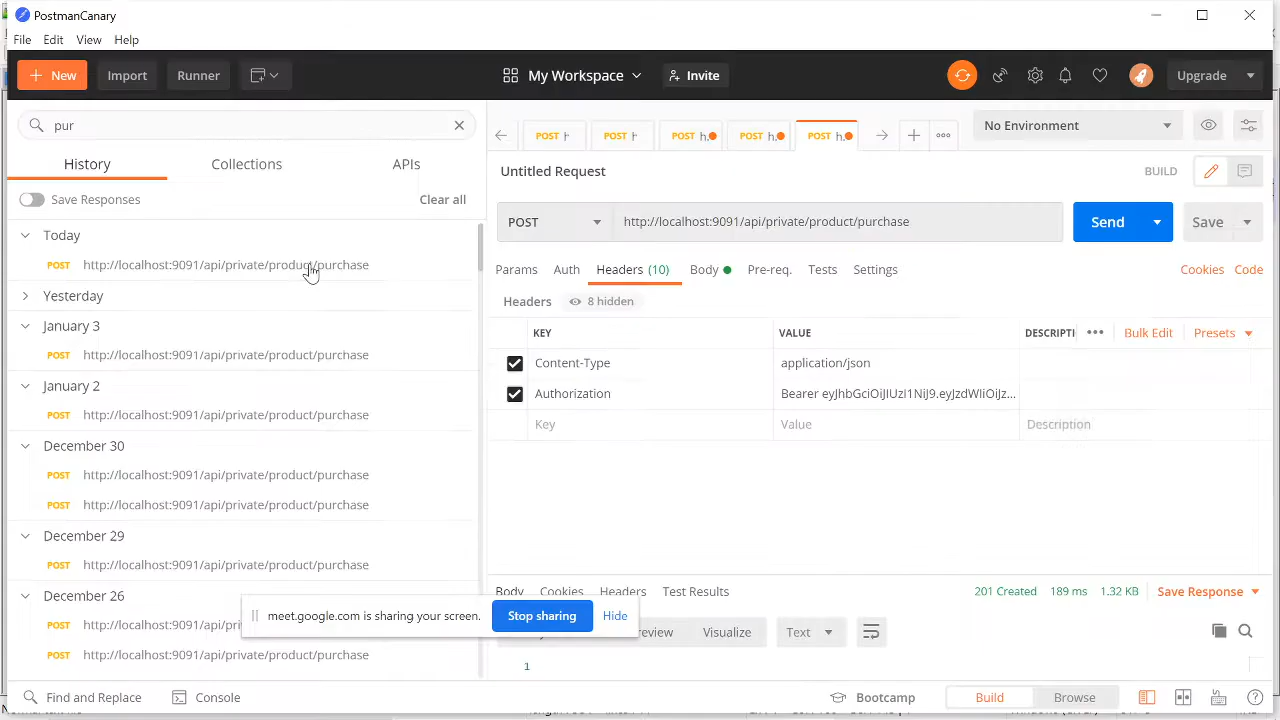 PostmanCanary
File Edit View Help
+ New Import Runner My Workspace Invite Upgrade
pur
History Collections APIs
Save Responses Clear all
Today
POST http://localhost:9091/api/private/product/purchase
Yesterday
January 3
POST http://localhost:9091/api/private/product/purchase
January 2
POST http://localhost:9091/api/private/product/purchase
December 30
POST http://localhost:9091/api/private/product/purchase
POST http://localhost:9091/api/private/product/purchase
December 29
POST http://localhost:9091/api/private/product/purchase
December 26
POST http://localhost:9091/api/pri
POST http://localhost:9091/api/private/product/purchase
POST h POST h POST h. POST h. POST h. No Environment
Untitled Request BUILD
POST http://localhost:9091/api/private/product/purchase Send Save
Params Auth Headers (10) Body Pre-req. Tests Settings Cookies Code
Headers 8 hidden
KEY VALUE DESCRIPTI ••• Bulk Edit Presets
Content-Type application/json
Authorization Bearer eyJhbGciOiJIUzI1NiJ9.eyJzdWIiOiJz...
Key Value Description
Body Cookies Headers Test Results 201 Created 189 ms 1.32 KB Save Response
review Visualize Text
1
meet.google.com is sharing your screen. Stop sharing Hide
Find and Replace Console Bootcamp Build Browse